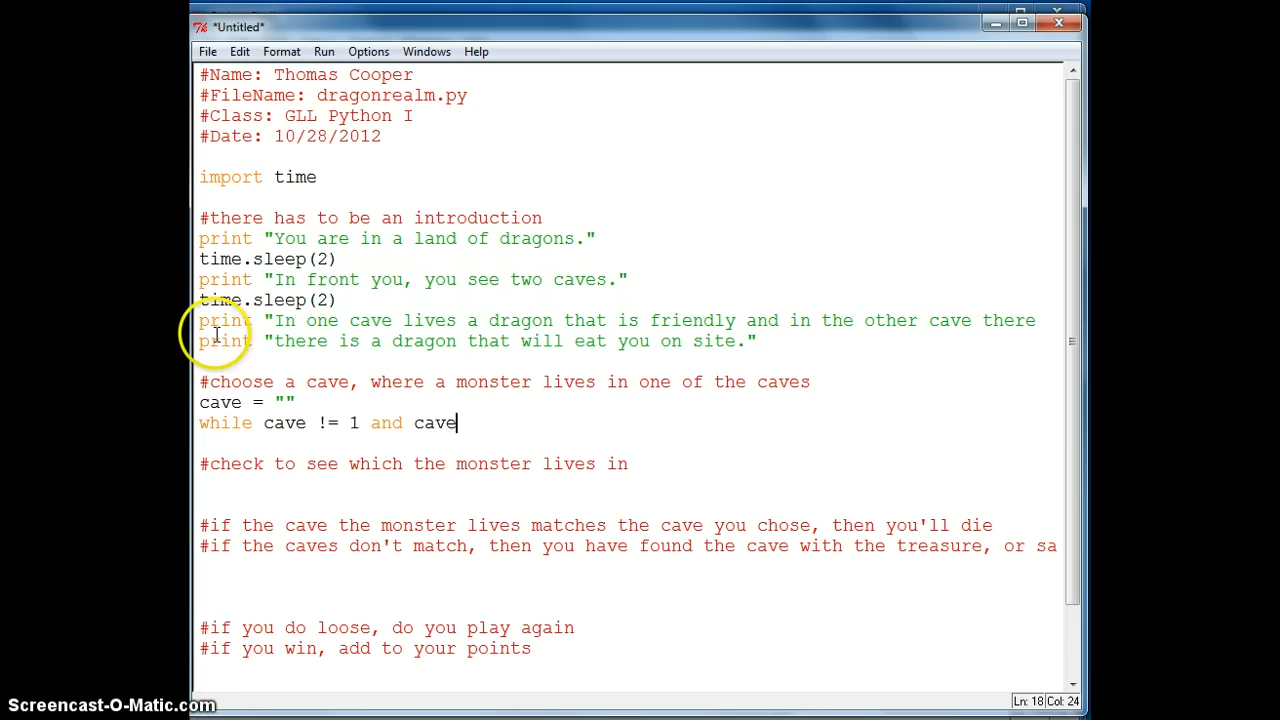 *Untitled*
File Edit Format Run Options Windows Help
#Name: Thomas Cooper
#FileName: dragonrealm.py
#Class: GLL Python I
#Date: 10/28/2012
import time
#there has to be an introduction
print "You are in a land of dragons."
time.sleep(2)
print "In front you, you see two caves."
time.sleep(2)
print "In one cave lives a dragon that is friendly and in the other cave there
print "there is a dragon that will eat you on site."
#choose a cave, where a monster lives in one of the caves
cave = ""
while cave != 1 and cave
#check to see which the monster lives in
#if the cave the monster lives matches the cave you chose, then you'll die
#if the caves don't match, then you have found the cave with the treasure, or sa
#if you do loose, do you play again
#if you win, add to your points
Ln: 18 Col: 24
Screencast-O-Matic.com